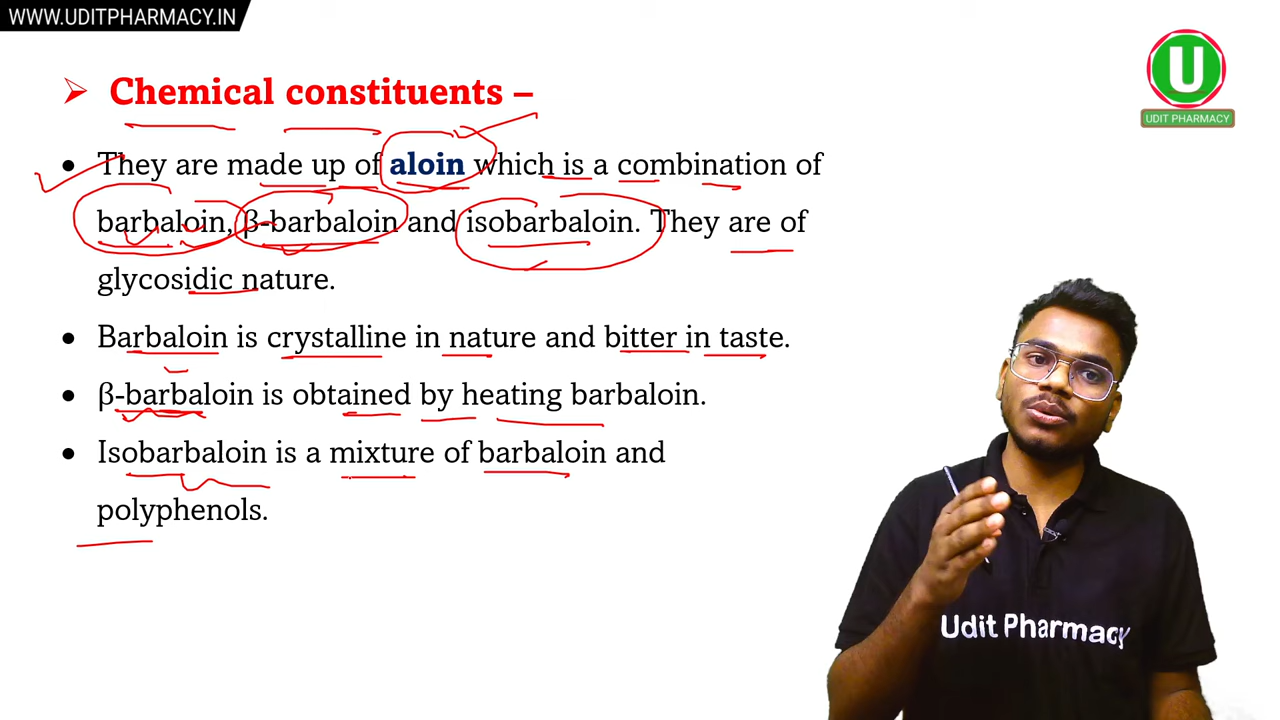 WWW.UDITPHARMACY.IN
U
UDIT PHARMACY
➢ Chemical constituents –
• They are made up of aloin which is a combination of
barbaloin, β-barbaloin and isobarbaloin. They are of
glycosidic nature.
• Barbaloin is crystalline in nature and bitter in taste.
• β-barbaloin is obtained by heating barbaloin.
• Isobarbaloin is a mixture of barbaloin and
polyphenols.
Udit Pharmacy